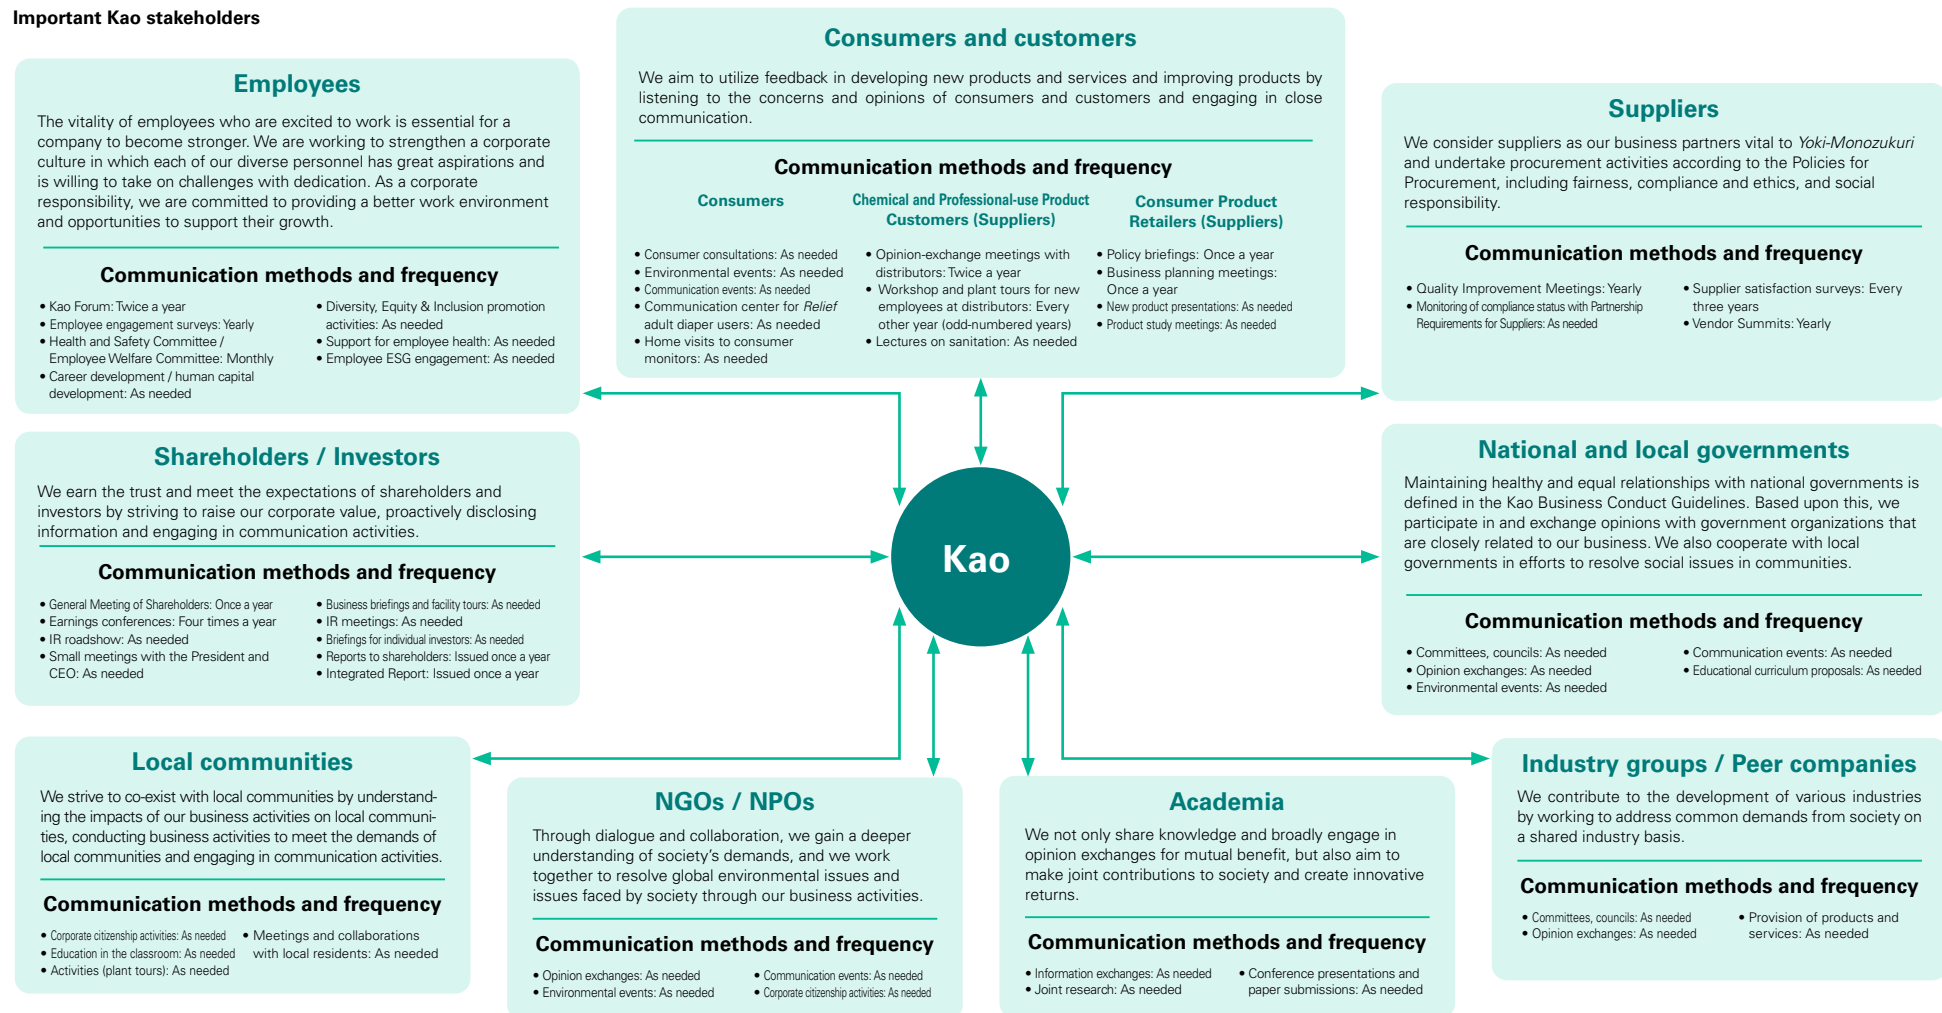 Important Kao stakeholders
Employees
The vitality of employees who are excited to work is essential for a
company to become stronger. We are working to strengthen a corporate
culture in which each of our diverse personnel has great aspirations and
is willing to take on challenges with dedication. As a corporate
responsibility, we are committed to providing a better work environment
and opportunities to support their growth.
Communication methods and frequency
• Kao Forum: Twice a year
• Employee engagement surveys: Yearly
• Health and Safety Committee /
Employee Welfare Committee: Monthly
• Career development / human capital
development: As needed
• Diversity, Equity & Inclusion promotion
activities: As needed
• Support for employee health: As needed
• Employee ESG engagement: As needed
Consumers and customers
We aim to utilize feedback in developing new products and services and improving products by
listening to the concerns and opinions of consumers and customers and engaging in close
communication.
Communication methods and frequency
Consumers
• Consumer consultations: As needed
• Environmental events: As needed
• Communication events: As needed
• Communication center for Relief
adult diaper users: As needed
• Home visits to consumer
monitors: As needed
Chemical and Professional-use Product
Customers (Suppliers)
• Opinion-exchange meetings with
distributors: Twice a year
• Workshop and plant tours for new
employees at distributors: Every
other year (odd-numbered years)
• Lectures on sanitation: As needed
Consumer Product
Retailers (Suppliers)
• Policy briefings: Once a year
• Business planning meetings:
Once a year
• New product presentations: As needed
• Product study meetings: As needed
Suppliers
We consider suppliers as our business partners vital to Yoki-Monozukuri
and undertake procurement activities according to the Policies for
Procurement, including fairness, compliance and ethics, and social
responsibility.
Communication methods and frequency
• Quality Improvement Meetings: Yearly
• Monitoring of compliance status with Partnership
Requirements for Suppliers: As needed
• Supplier satisfaction surveys: Every
three years
• Vendor Summits: Yearly
Shareholders / Investors
We earn the trust and meet the expectations of shareholders and
investors by striving to raise our corporate value, proactively disclosing
information and engaging in communication activities.
Communication methods and frequency
• General Meeting of Shareholders: Once a year
• Earnings conferences: Four times a year
• IR roadshow: As needed
• Small meetings with the President and
CEO: As needed
• Business briefings and facility tours: As needed
• IR meetings: As needed
• Briefings for individual investors: As needed
• Reports to shareholders: Issued once a year
• Integrated Report: Issued once a year
Kao
National and local governments
Maintaining healthy and equal relationships with national governments is
defined in the Kao Business Conduct Guidelines. Based upon this, we
participate in and exchange opinions with government organizations that
are closely related to our business. We also cooperate with local
governments in efforts to resolve social issues in communities.
Communication methods and frequency
• Committees, councils: As needed
• Opinion exchanges: As needed
• Environmental events: As needed
• Communication events: As needed
• Educational curriculum proposals: As needed
Local communities
We strive to co-exist with local communities by understand-
ing the impacts of our business activities on local communi-
ties, conducting business activities to meet the demands of
local communities and engaging in communication activities.
Communication methods and frequency
• Corporate citizenship activities: As needed
• Education in the classroom: As needed
• Activities (plant tours): As needed
• Meetings and collaborations
with local residents: As needed
NGOs / NPOs
Through dialogue and collaboration, we gain a deeper
understanding of society's demands, and we work
together to resolve global environmental issues and
issues faced by society through our business activities.
Communication methods and frequency
• Opinion exchanges: As needed
• Environmental events: As needed
• Communication events: As needed
• Corporate citizenship activities: As needed
Academia
We not only share knowledge and broadly engage in
opinion exchanges for mutual benefit, but also aim to
make joint contributions to society and create innovative
returns.
Communication methods and frequency
• Information exchanges: As needed
• Joint research: As needed
• Conference presentations and
paper submissions: As needed
Industry groups / Peer companies
We contribute to the development of various industries
by working to address common demands from society on
a shared industry basis.
Communication methods and frequency
• Committees, councils: As needed
• Opinion exchanges: As needed
• Provision of products and
services: As needed